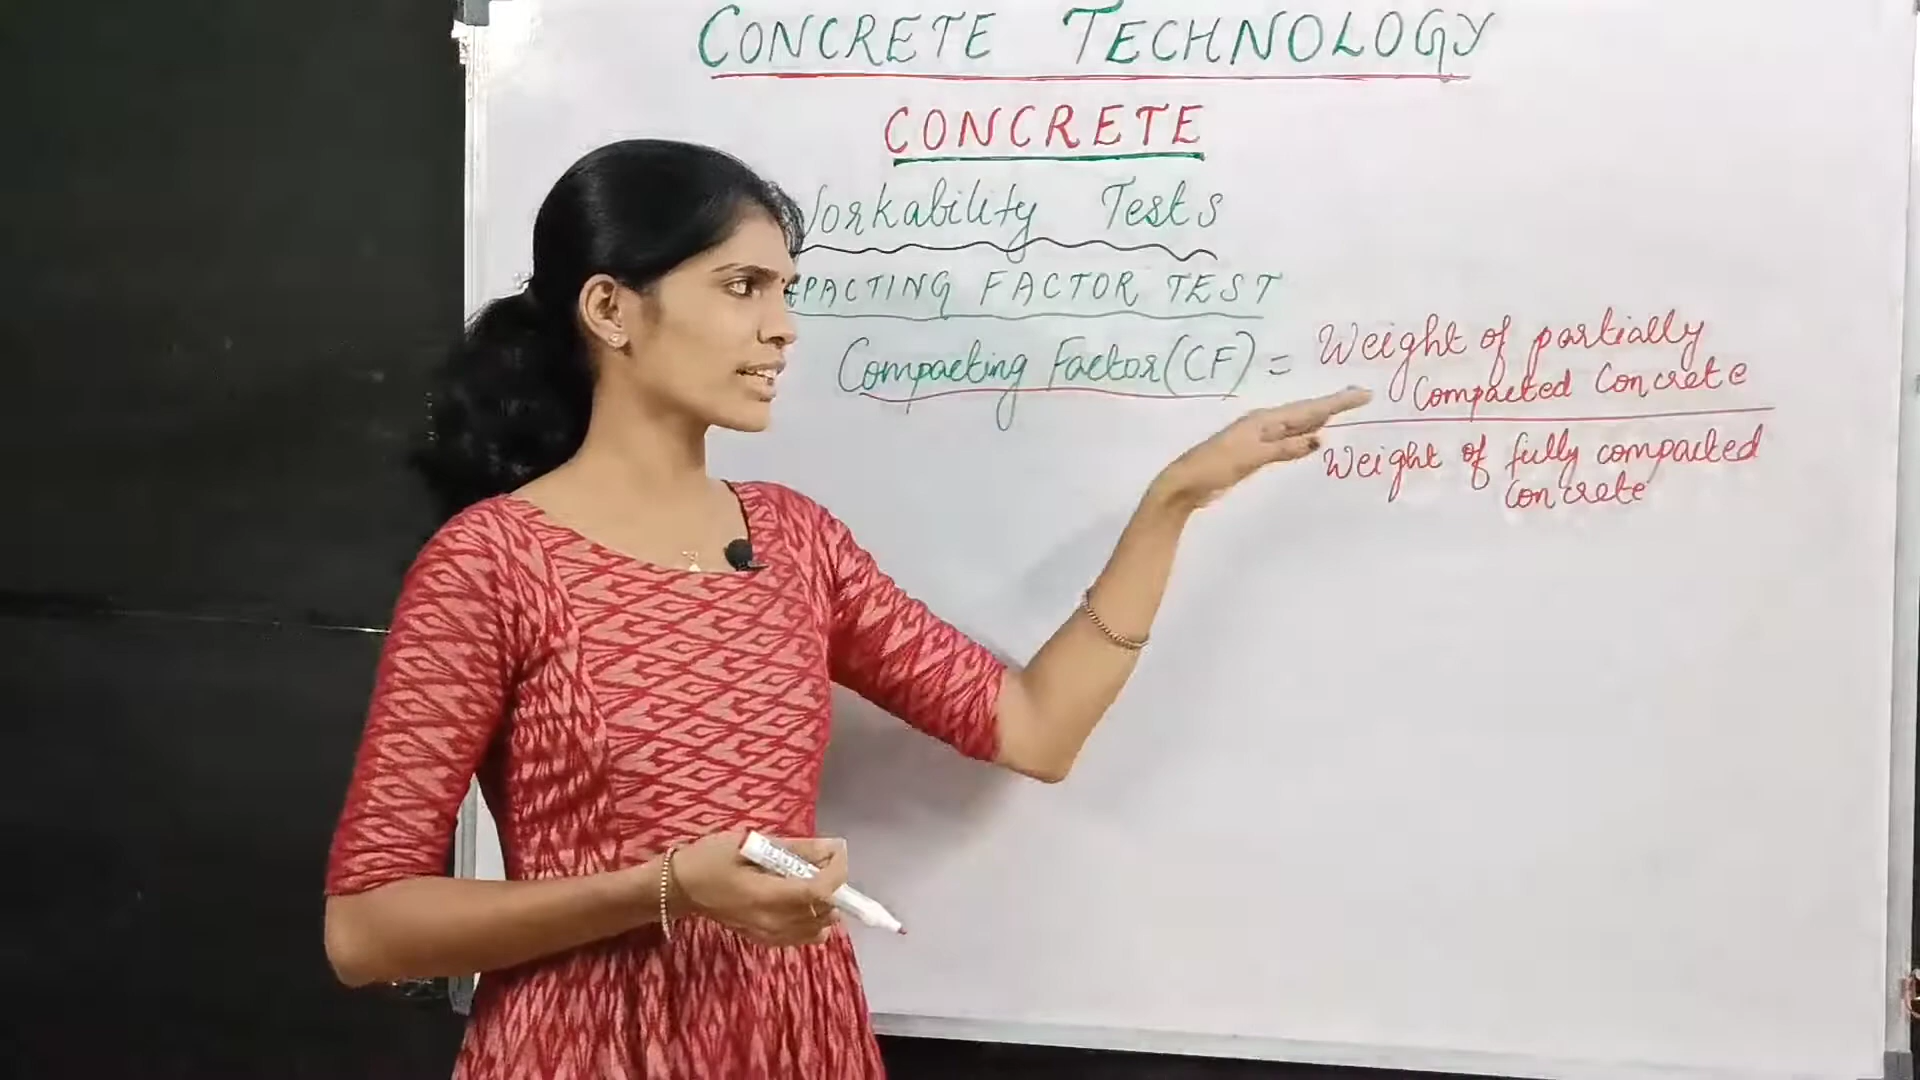 CONCRETE TECHNOLOGY
CONCRETE
Workability Tests
PACTING FACTOR TEST
Compacting Factor (CF) = Weight of partially
Compacted Concrete
Weight of fully compacted
concrete